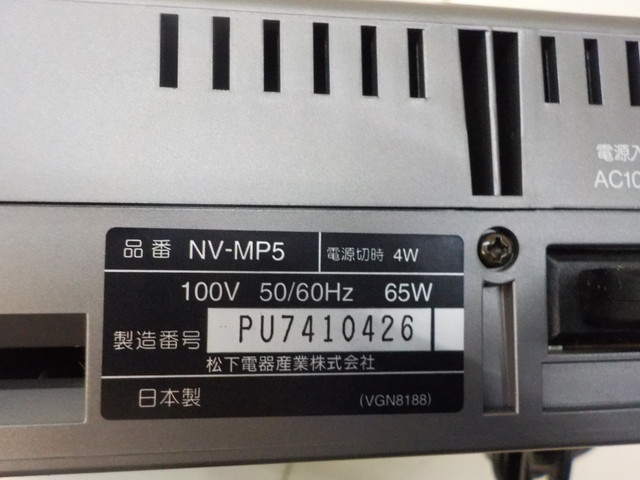 電源入
AC10
品番 NV-MP5 電源切時 4W
100V 50/60Hz 65W
製造番号 PU7410426
松下電器産業株式会社
日本製 (VGN8188)